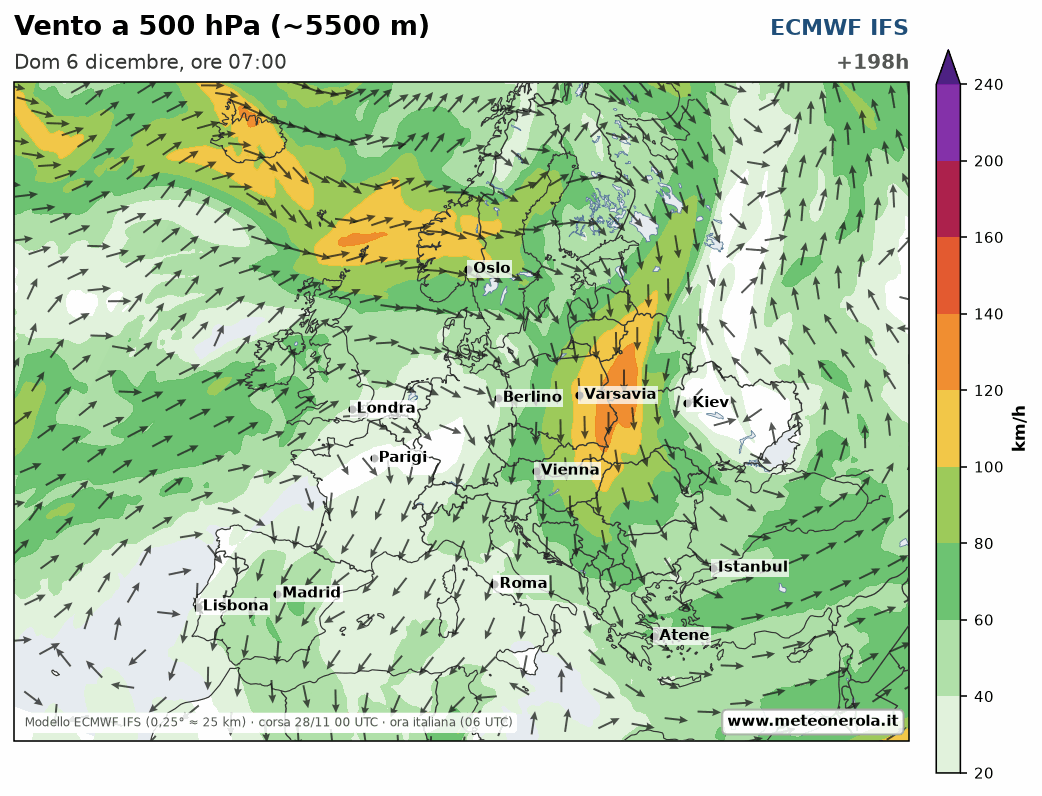 Vento a 500 hPa (~5500 m)
ECMWF IFS
Dom 6 dicembre, ore 07:00
+198h
240
200
160
140
120
100
80
60
40
20
km/h
Oslo
Berlino
Varsavia
Kiev
Londra
Parigi
Vienna
Istanbul
Roma
Madrid
Lisbona
Atene
Modello ECMWF IFS (0,25° ≈ 25 km) · corsa 28/11 00 UTC · ora italiana (06 UTC)
www.meteonerola.it